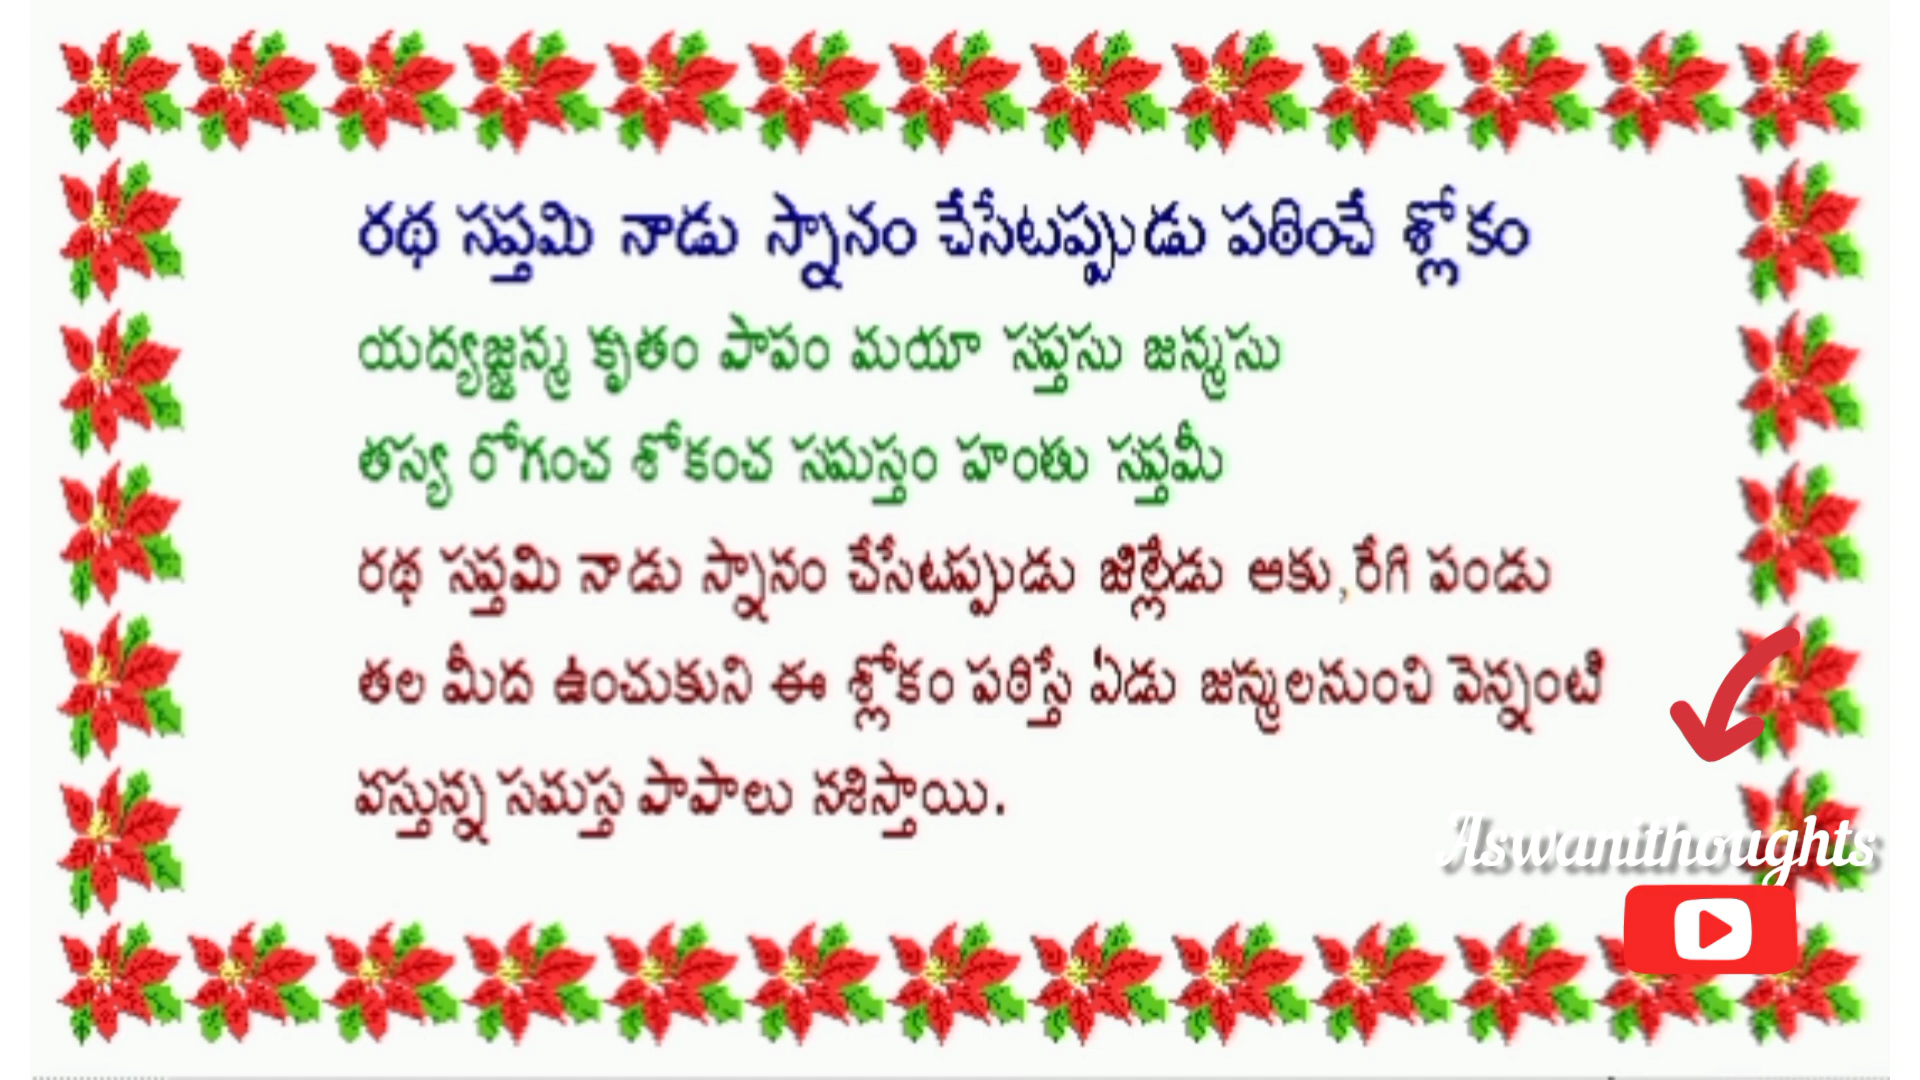 రథ సప్తమి నాడు స్నానం చేసేటప్పుడు పఠించే శ్లోకం
యద్యజ్జన్మ కృతం పాపం మయా సప్తసు జన్మసు
తస్య రోగంచ శోకంచ సమస్తం హంతు సప్తమీ
రథ సప్తమి నాడు స్నానం చేసేటప్పుడు జిల్లేడు ఆకు,రేగి పండు
తల మీద ఉంచుకుని ఈ శ్లోకం పఠిస్తే ఏడు జన్మలనుంచి వెన్నంటి
వస్తున్న సమస్త పాపాలు నశిస్తాయి.
Aswanithoughts